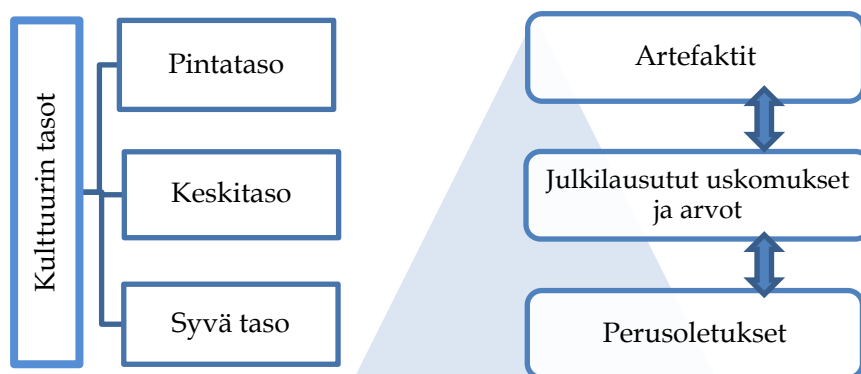 Kulttuurin tasot
Pintataso
Keskitaso
Syvä taso
Artefaktit
Julkilausutut uskomukset
ja arvot
Perusoletukset